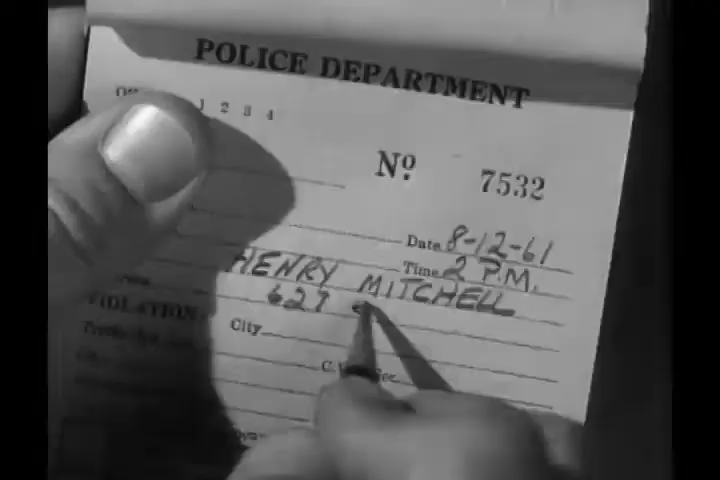 POLICE DEPARTMENT
1 2 3 4
No. 7532
Date 8-12-61
Time 2 P.M.
HENRY MITCHELL
627
VIOLATION
City